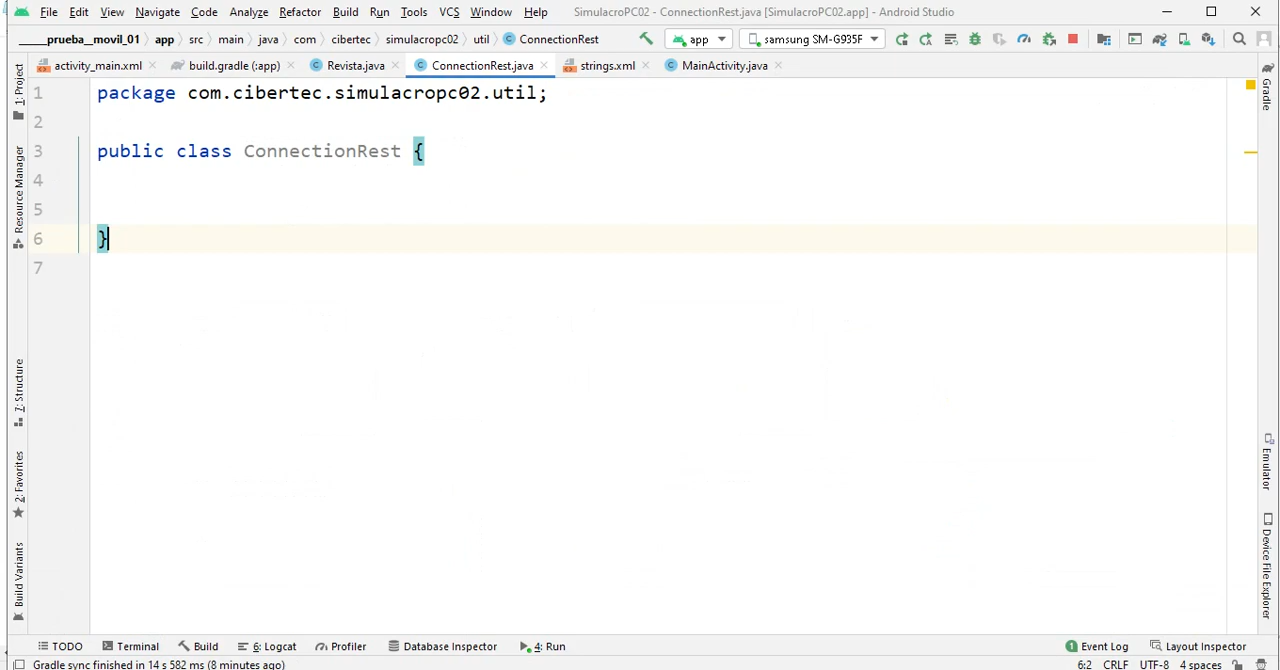 File Edit View Navigate Code Analyze Refactor Build Run Tools VCS Window Help SimulacroPC02 - ConnectionRest.java [SimulacroPC02.app] - Android Studio
_____prueba__movil_01 app src main java com cibertec simulacropc02 util ConnectionRest app samsung SM-G935F
activity_main.xml build.gradle (:app) Revista.java ConnectionRest.java strings.xml MainActivity.java
1 package com.cibertec.simulacropc02.util;
2
3 public class ConnectionRest {
4
5
6 }
7
1: Project
Resource Manager
7: Structure
2: Favorites
Build Variants
Gradle
Emulator
Device File Explorer
TODO Terminal Build 6: Logcat Profiler Database Inspector 4: Run Event Log Layout Inspector
Gradle sync finished in 14 s 582 ms (8 minutes ago) 6:2 CRLF UTF-8 4 spaces